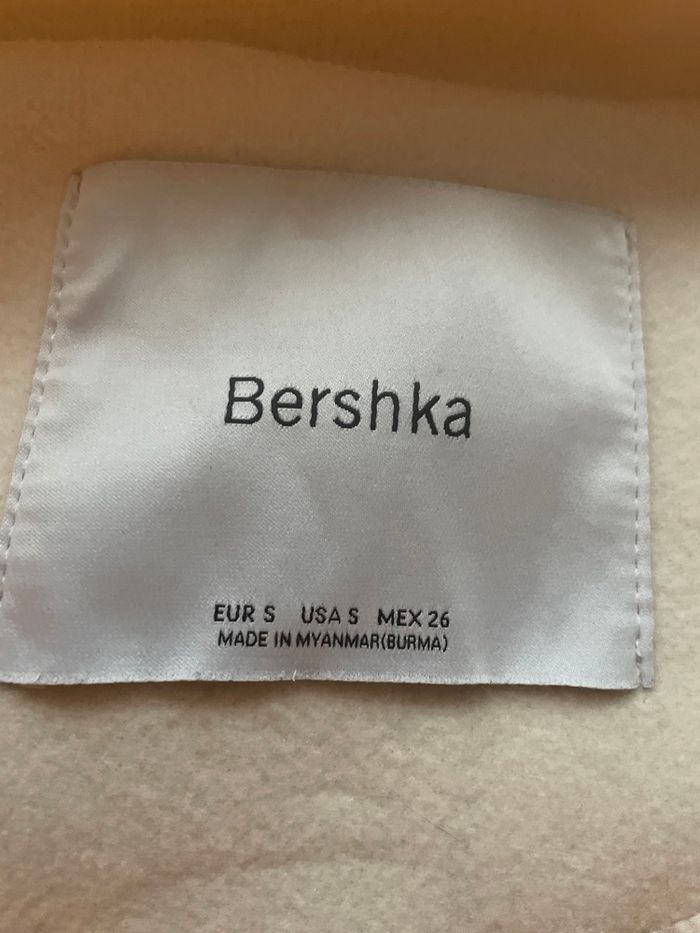 Bershka
EUR S USA S MEX 26
MADE IN MYANMAR(BURMA)